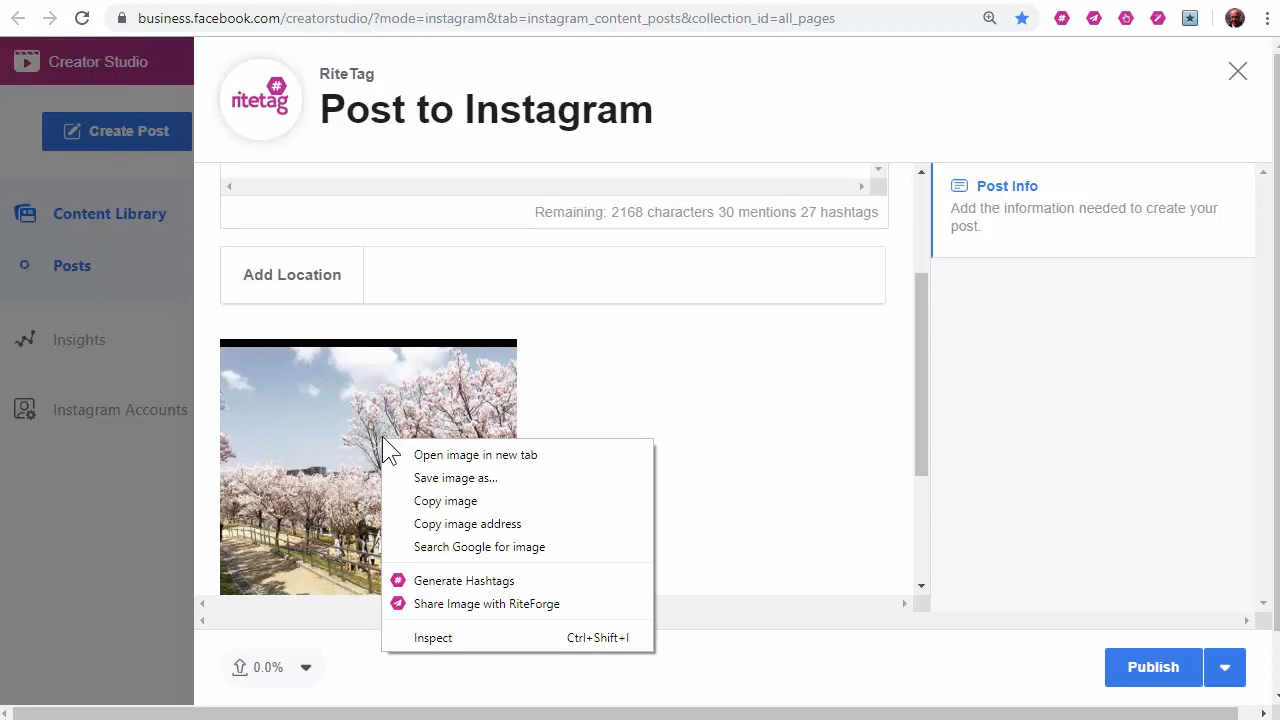 business.facebook.com/creatorstudio/?mode=instagram&tab=instagram_content_posts&collection_id=all_pages
Creator Studio
Create Post
Content Library
Posts
Insights
Instagram Accounts
#
ritetag
RiteTag
Post to Instagram
Remaining: 2168 characters 30 mentions 27 hashtags
Add Location
Post Info
Add the information needed to create your
post.
Open image in new tab
Save image as...
Copy image
Copy image address
Search Google for image
# Generate Hashtags
Share Image with RiteForge
Inspect Ctrl+Shift+I
0.0%
Publish